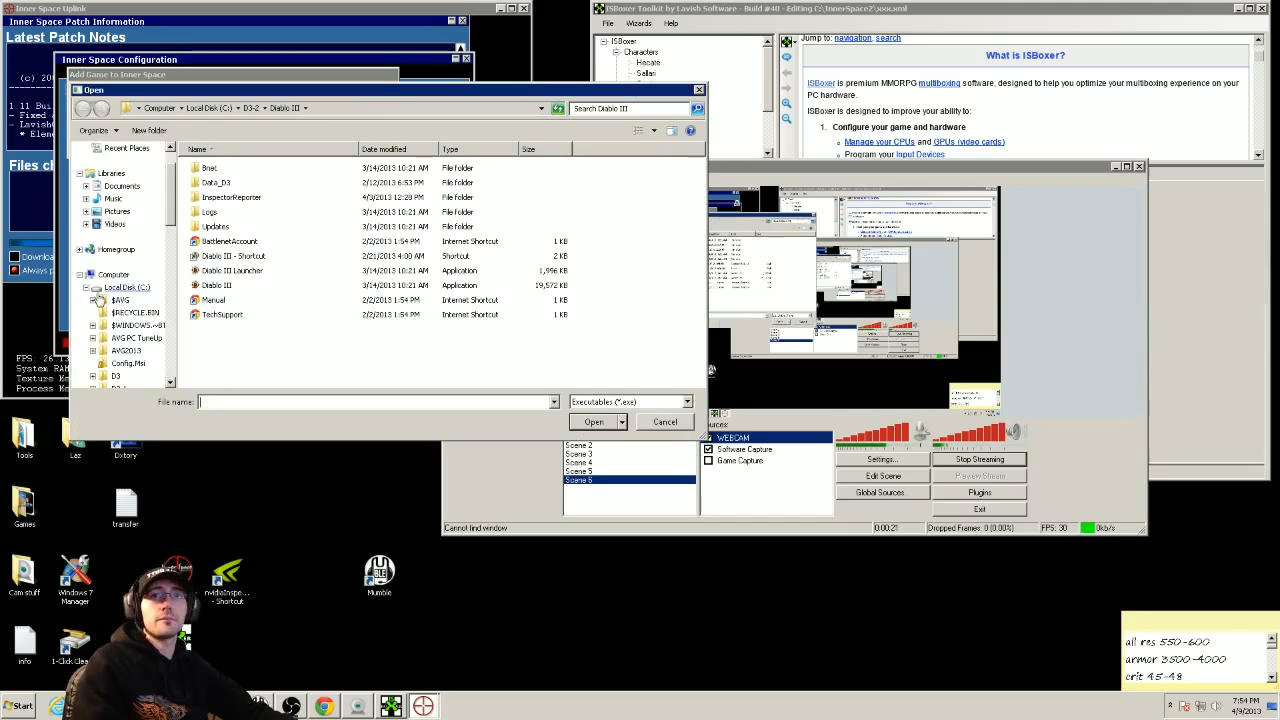 Inner Space Uplink
Inner Space Patch Information
Latest Patch Notes
Inner Space Configuration
Add Game to Inner Space
Open
Computer
Local Disk (C:)
D3-2
Diablo III
Search Diablo III
Organize
New folder
Name
Date modified
Type
Size
Recent Places
Libraries
Documents
Music
Pictures
Videos
Homegroup
Computer
Local Disk (C:)
$AVG
$RECYCLE.BIN
$WINDOWS.~BT
AVG PC TuneUp
AVG2013
Config.Msi
D3
Bnet 3/14/2013 10:21 AM File folder
Data_D3 2/12/2013 6:53 PM File folder
InspectorReporter 4/3/2013 12:28 PM File folder
Logs 3/14/2013 10:21 AM File folder
Updates 3/14/2013 10:21 AM File folder
BattlenetAccount 2/2/2013 1:54 PM Internet Shortcut 1 KB
Diablo III - Shortcut 2/2/2013 4:00 AM Shortcut 2 KB
Diablo III Launcher 3/14/2013 10:21 AM Application 1,996 KB
Diablo III 3/14/2013 10:21 AM Application 19,572 KB
Manual 2/2/2013 1:54 PM Internet Shortcut 1 KB
TechSupport 2/2/2013 1:54 PM Internet Shortcut 1 KB
File name:
Executables (*.exe)
Open
Cancel
ISBoxer Toolkit by Lavish Software - Build #40 - Editing C:\InnerSpace2\xxx.xml
File Wizards Help
ISBoxer
Characters
Hecate
Sallari
Jump to: navigation, search
What is ISBoxer?
ISBoxer is premium MMORPG multiboxing software, designed to help you optimize your multiboxing experience on your PC hardware.
ISBoxer is designed to improve your ability to:
1. Configure your game and hardware
Manage your CPUs and GPUs (video cards)
Program your Input Devices
Scene 2
Scene 3
Scene 4
Scene 5
Scene 6
WEBCAM
Software Capture
Game Capture
Settings...
Stop Streaming
Edit Scene
Preview Stream
Global Sources
Plugins
Exit
Cannot find window
0:00:21
Dropped Frames: 0 (0.00%)
FPS: 30
0kb/s
Tools
Laz
Dxtory
Games
transfer
Cam stuff
Windows 7 Manager
nvidiaInspe... - Shortcut
Mumble
info
1-Click Clea
all res 550-600
armor 3500-4000
crit 45-48
Start
7:54 PM
4/9/2013